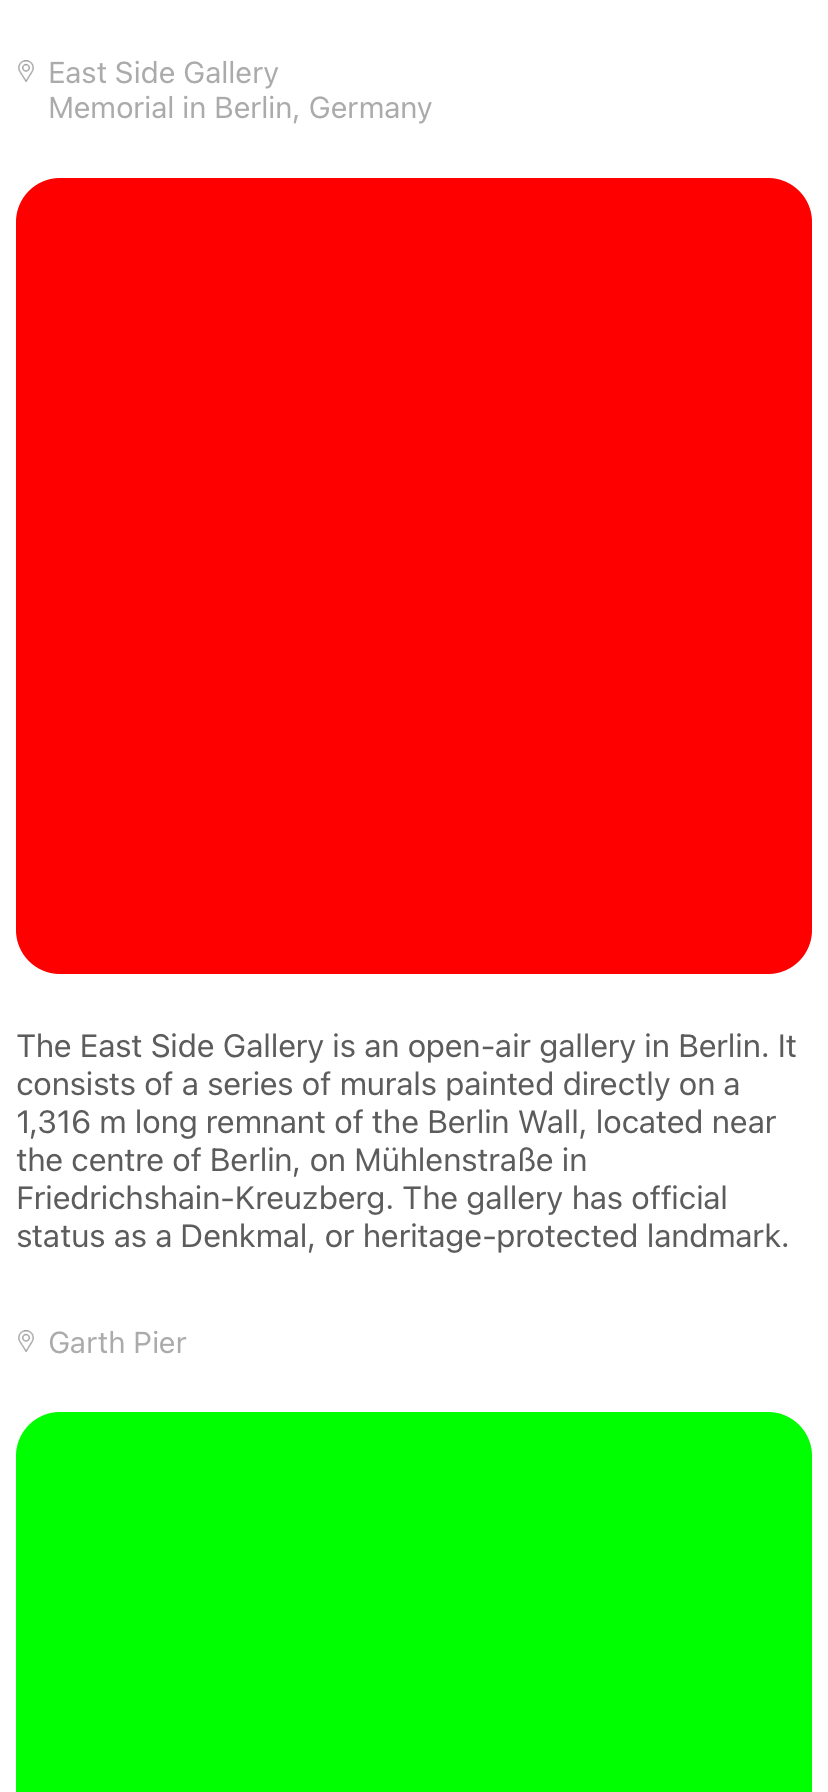 East Side Gallery
Memorial in Berlin, Germany
The East Side Gallery is an open-air gallery in Berlin. It
consists of a series of murals painted directly on a
1,316 m long remnant of the Berlin Wall, located near
the centre of Berlin, on Mühlenstraße in
Friedrichshain-Kreuzberg. The gallery has official
status as a Denkmal, or heritage-protected landmark.
Garth Pier